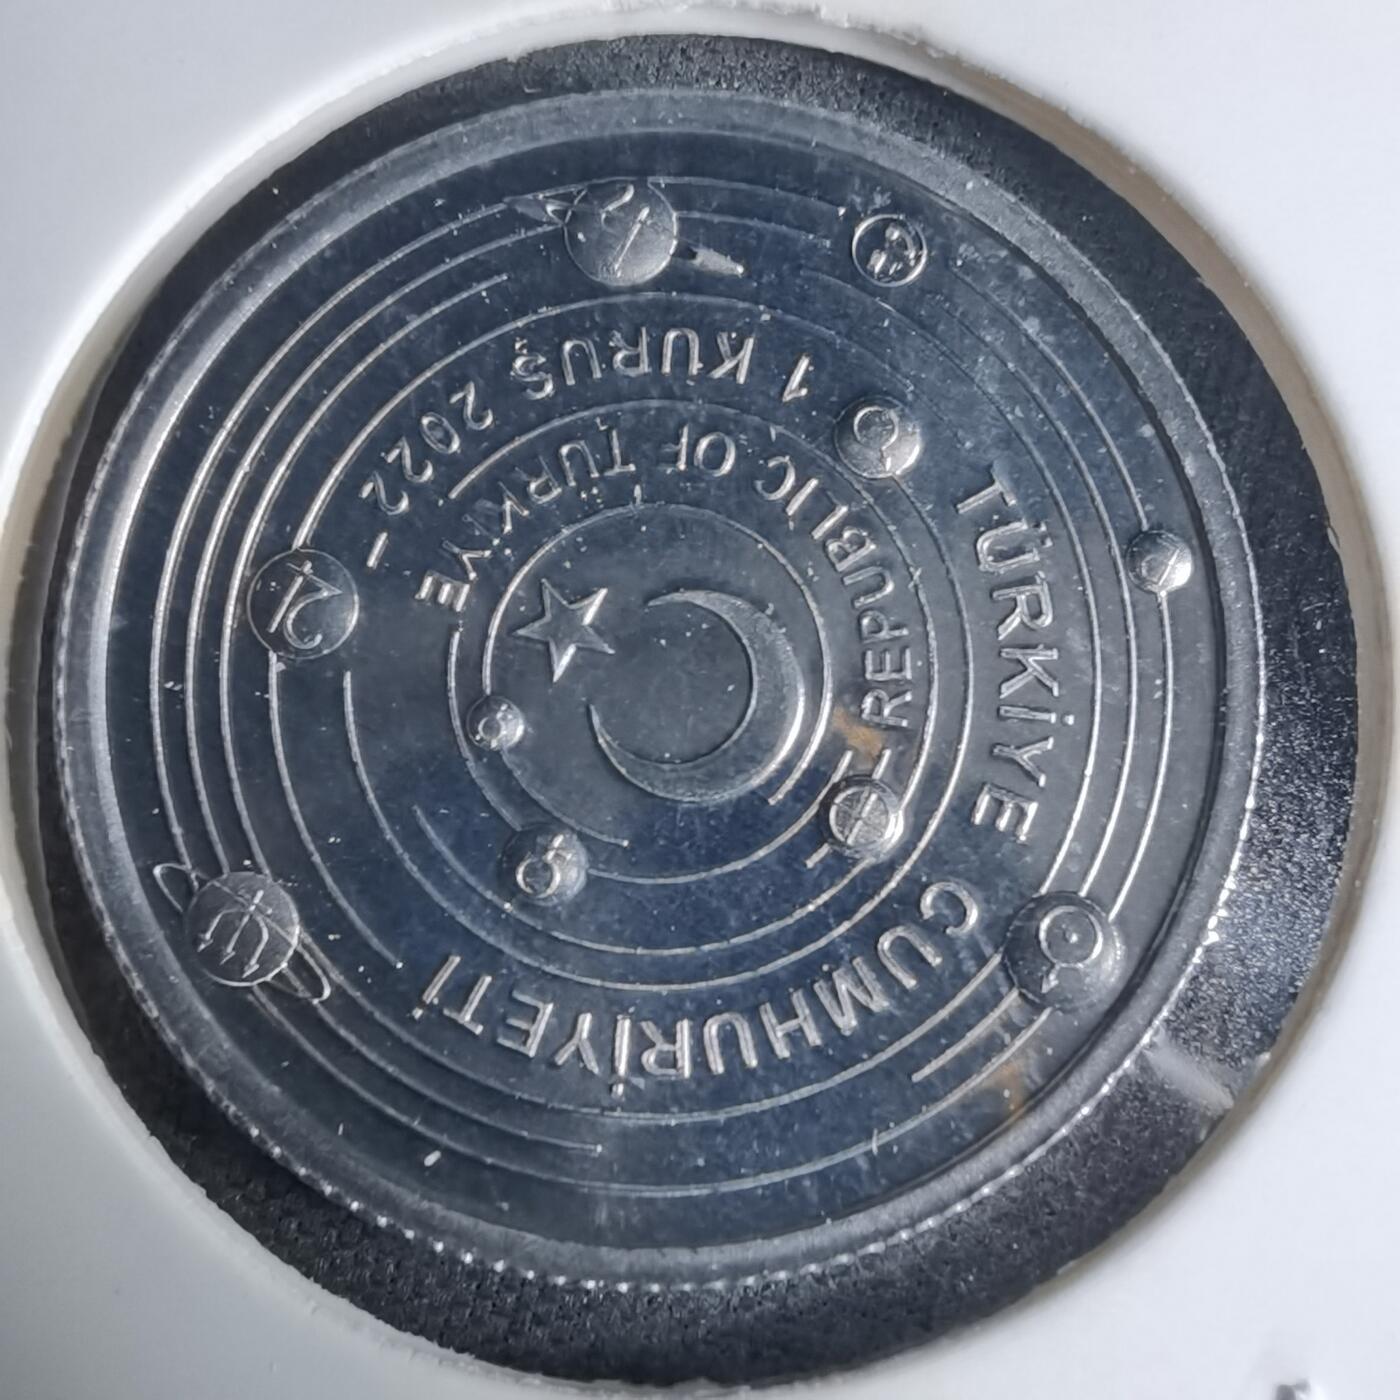 TÜRKİYE CUMHURİYETİ
1 KURUŞ 2022 -
- REPUBLIC OF TÜRKİYE